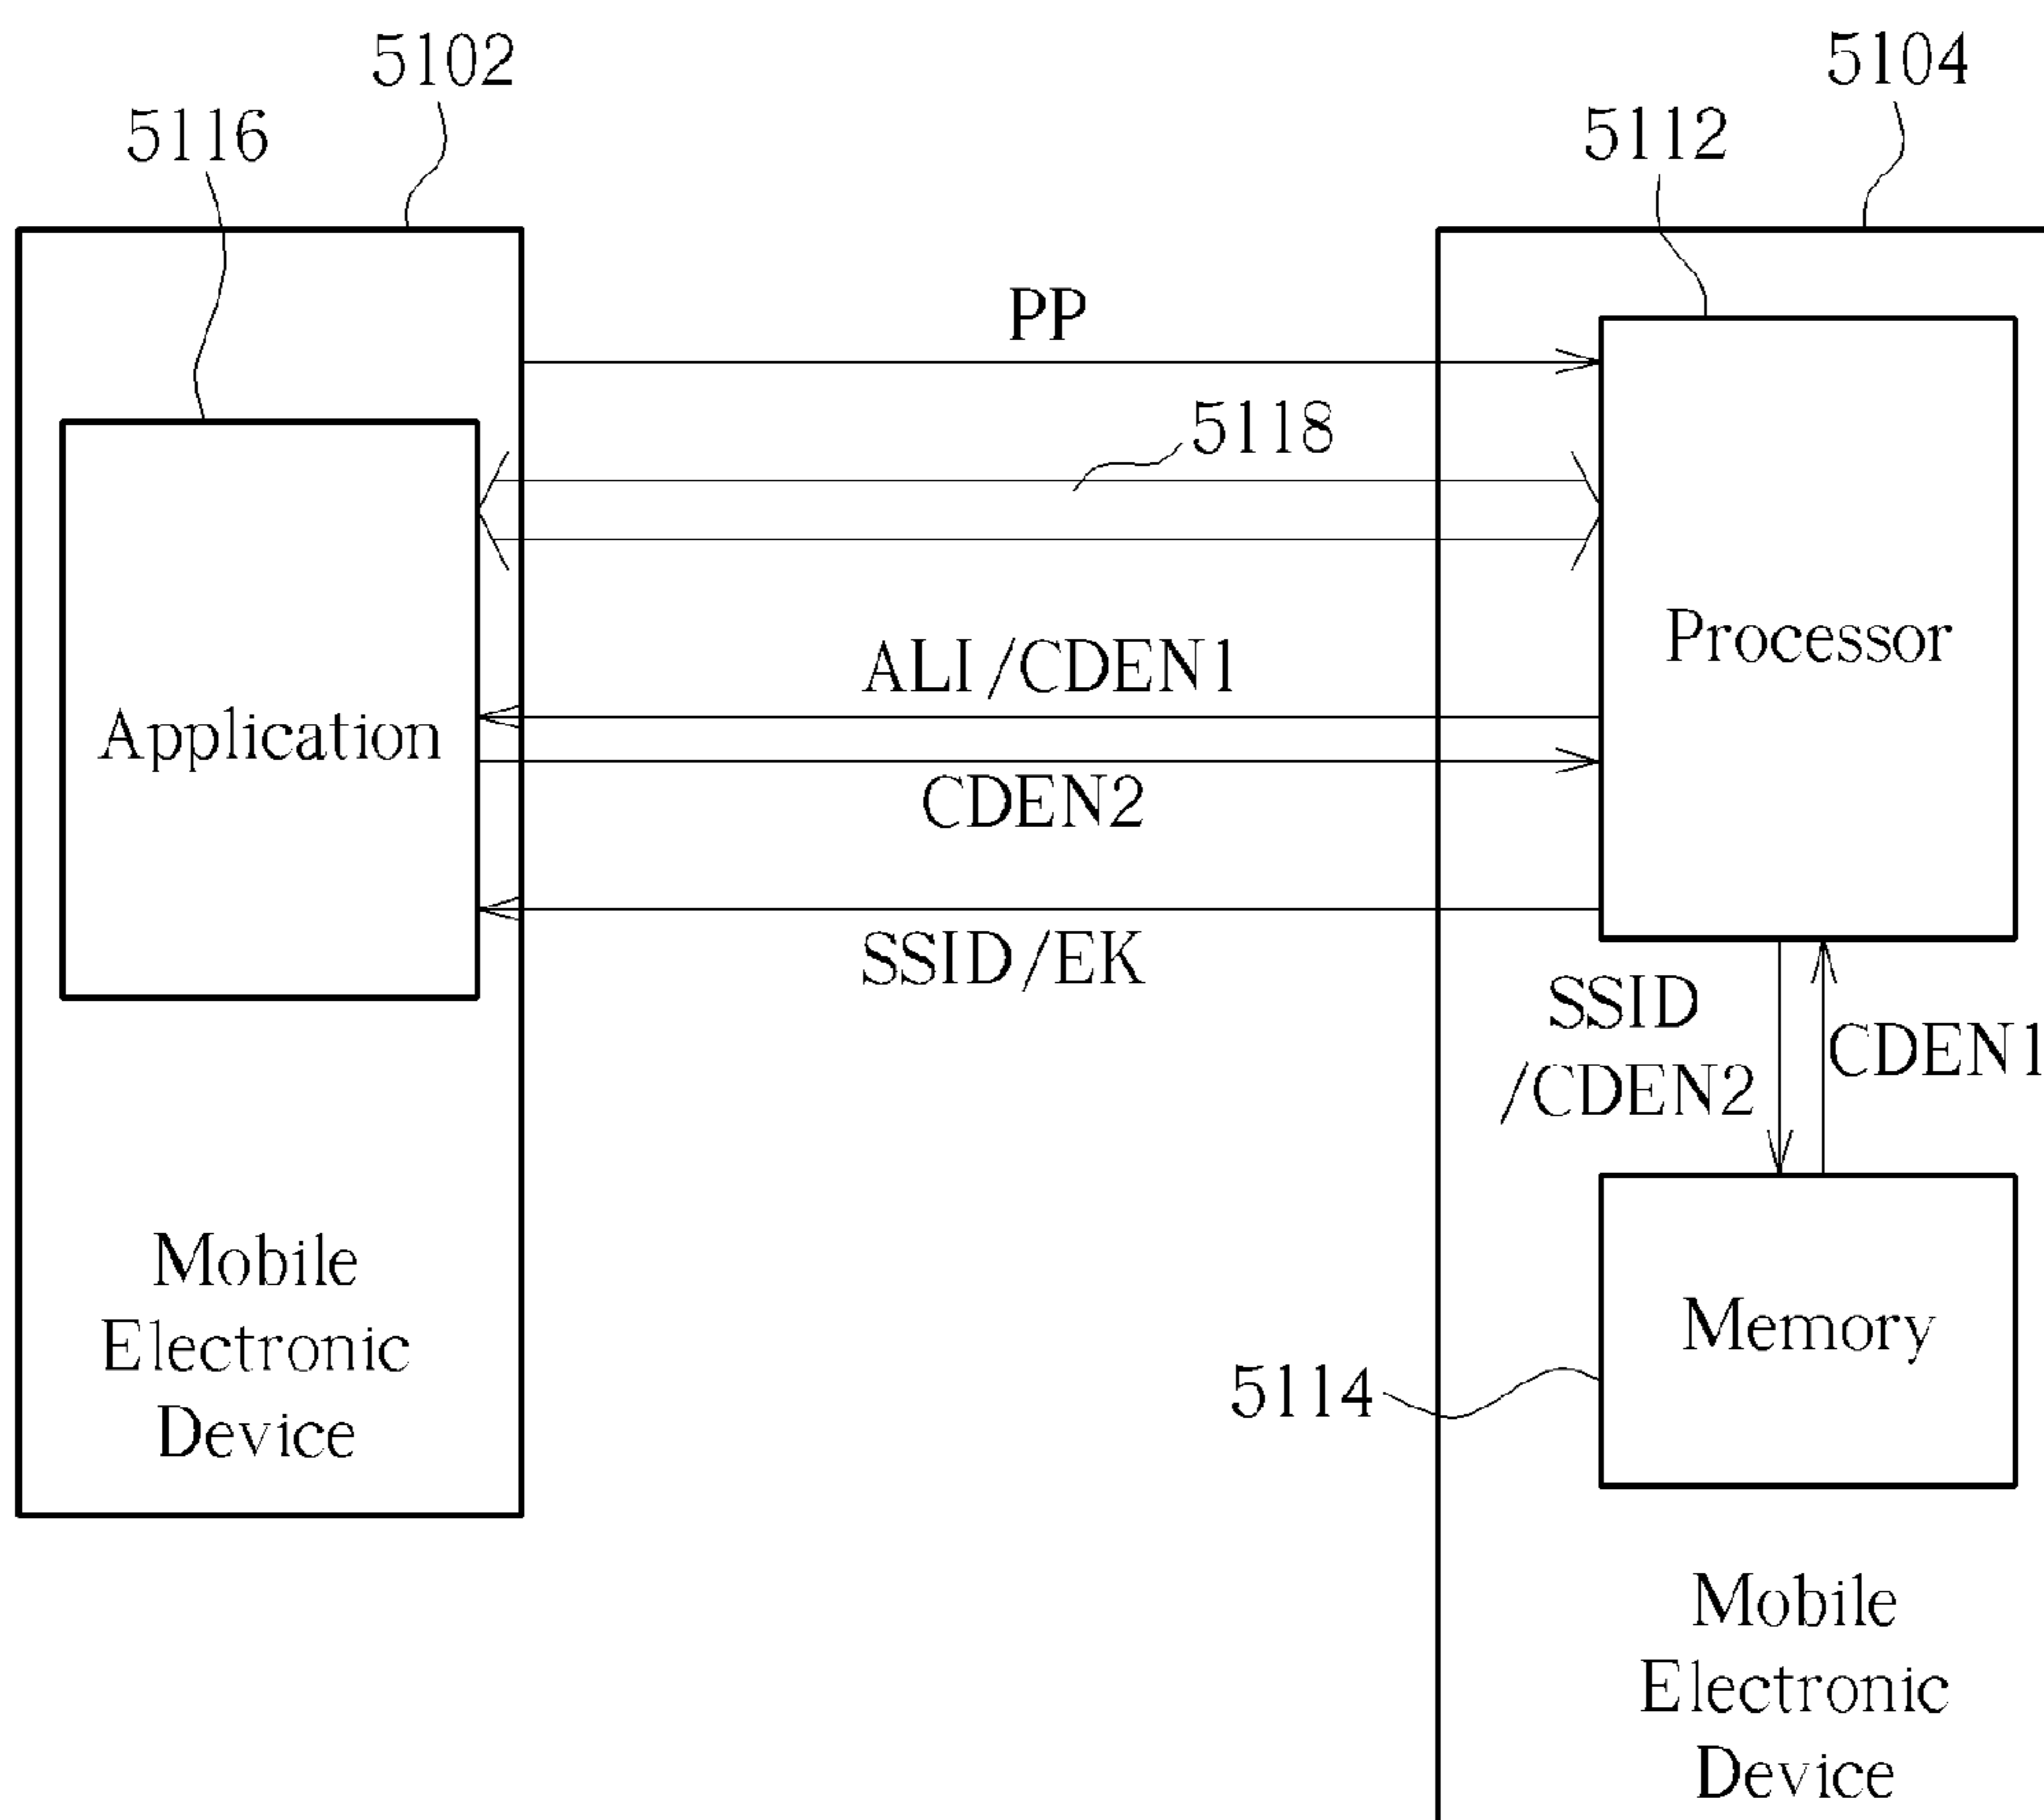 5102
5104
5116
5112
PP
5118
Processor
ALI/CDEN1
Application
CDEN2
SSID/EK
SSID
/CDEN2
CDEN1
Memory
5114
Mobile
Electronic
Device
Mobile
Electronic
Device